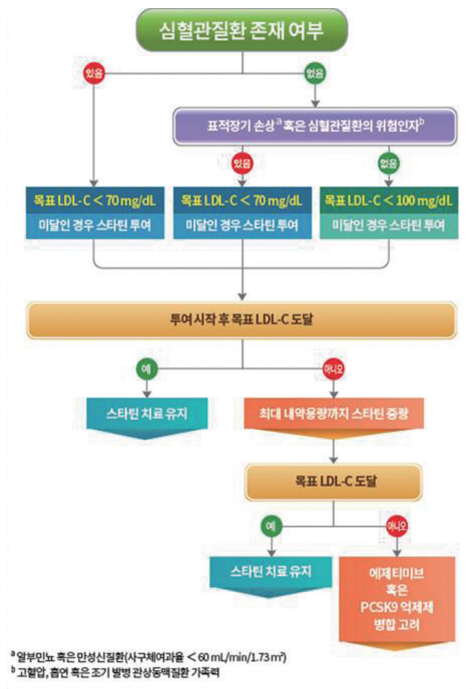 심혈관질환 존재 여부
있음
없음
표적장기 손상a 혹은 심혈관질환의 위험인자b
있음
없음
목표 LDL-C < 70 mg/dL
미달인 경우 스타틴 투여
목표 LDL-C < 70 mg/dL
미달인 경우 스타틴 투여
목표 LDL-C < 100 mg/dL
미달인 경우 스타틴 투여
투여 시작 후 목표 LDL-C 도달
예
아니오
스타틴 치료 유지
최대 내약용량까지 스타틴 증량
목표 LDL-C 도달
예
아니오
스타틴 치료 유지
에제티미브
혹은
PCSK9 억제제
병합 고려
a 알부민뇨 혹은 만성신질환(사구체여과율 < 60 mL/min/1.73 m²)
b 고혈압, 흡연 혹은 조기 발병 관상동맥질환 가족력